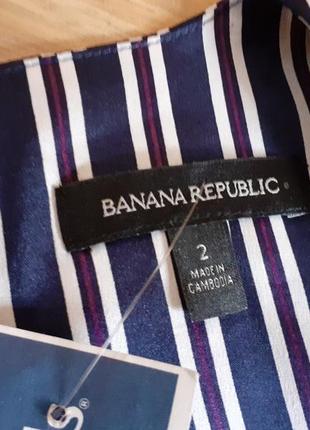 BANANA REPUBLIC
2
MADE IN
CAMBODIA
S®